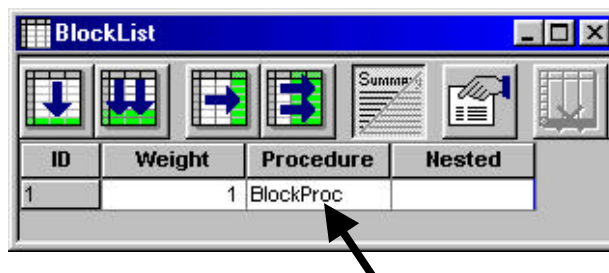 BlockList
Summary
ID Weight Procedure Nested
1 1 BlockProc